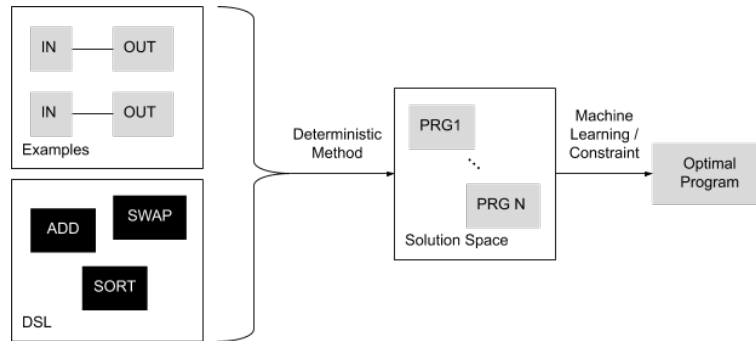 IN OUT
IN OUT
Examples
ADD
SWAP
SORT
DSL
Deterministic
Method
PRG1
PRG N
Solution Space
Machine
Learning /
Constraint
Optimal
Program